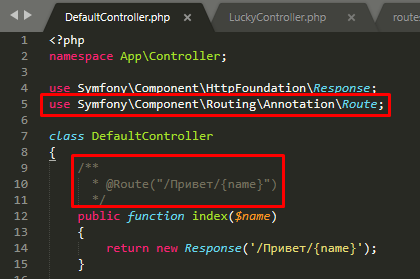 DefaultController.php × LuckyController.php × routes
1 <?php
2 namespace App\Controller;
3
4 use Symfony\Component\HttpFoundation\Response;
5 use Symfony\Component\Routing\Annotation\Route;
6
7 class DefaultController
8 {
9 /**
10 * @Route("/Привет/{name}")
11 */
12 public function index($name)
13 {
14 return new Response('/Привет/{name}');
15 }